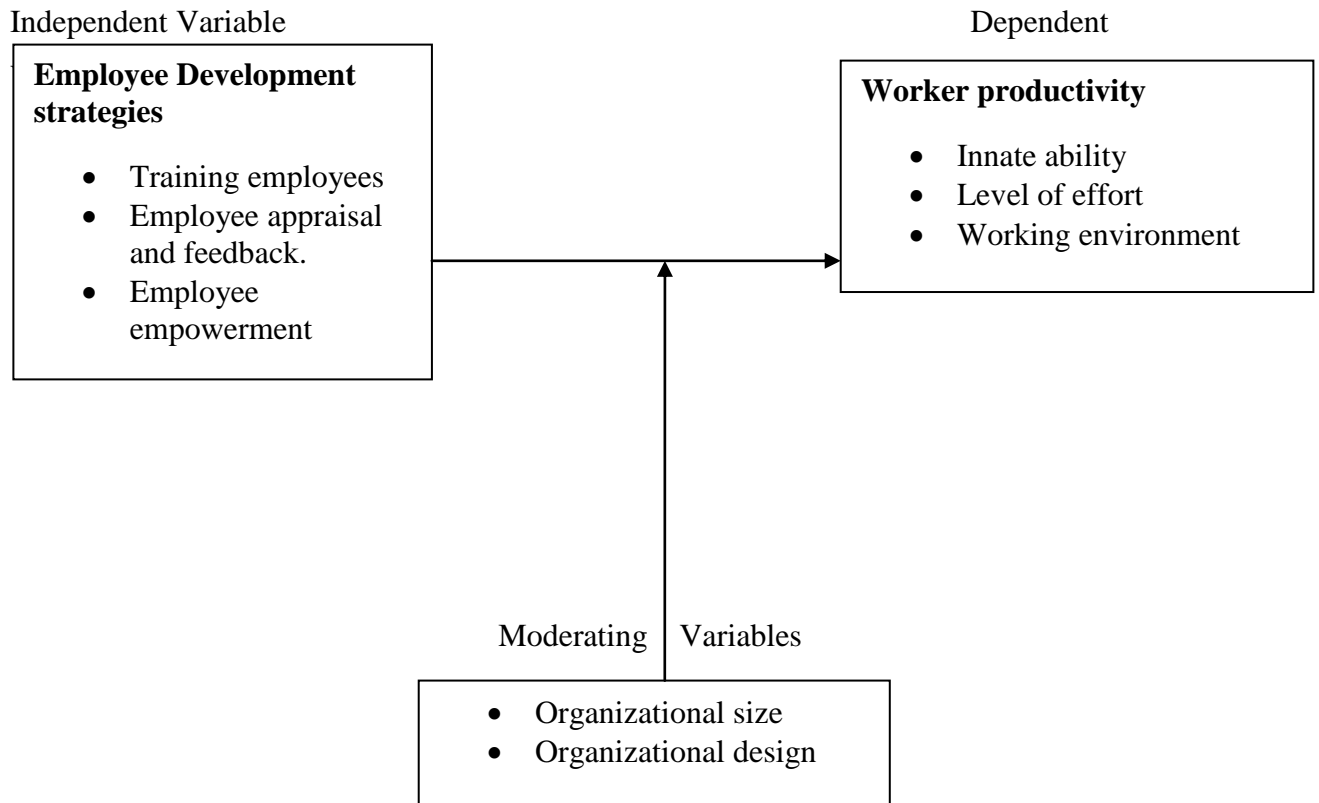 Independent Variable
Dependent
Employee Development
strategies
• Training employees
• Employee appraisal
and feedback.
• Employee
empowerment
Worker productivity
• Innate ability
• Level of effort
• Working environment
Moderating Variables
• Organizational size
• Organizational design